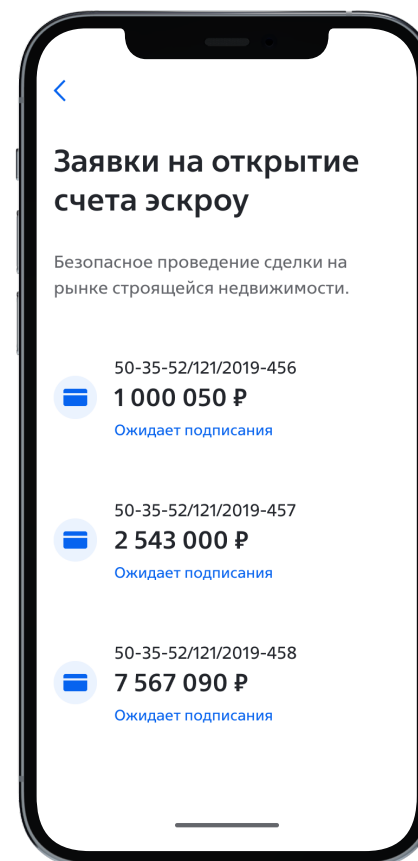 Заявки на открытие
счета эскроу
Безопасное проведение сделки на
рынке строящейся недвижимости.
50-35-52/121/2019-456
1 000 050 ₽
Ожидает подписания
50-35-52/121/2019-457
2 543 000 ₽
Ожидает подписания
50-35-52/121/2019-458
7 567 090 ₽
Ожидает подписания